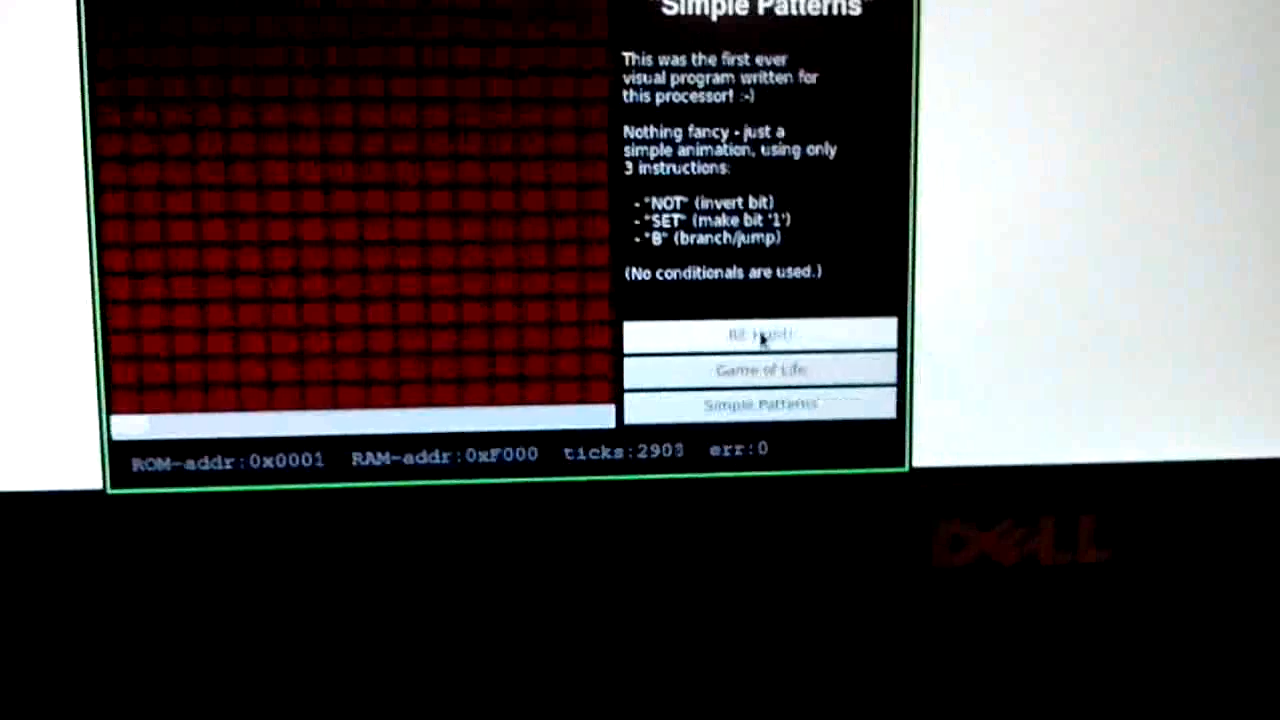 "Simple Patterns"
This was the first ever
visual program written for
this processor! :-)
Nothing fancy - just a
simple animation, using only
3 instructions:
- "NOT" (invert bit)
- "SET" (make bit '1')
- "B" (branch/jump)
(No conditionals are used.)
Game of Life
Simple Patterns
ROM-addr:0x0001 RAM-addr:0xF000 ticks:2903 err:0
DELL